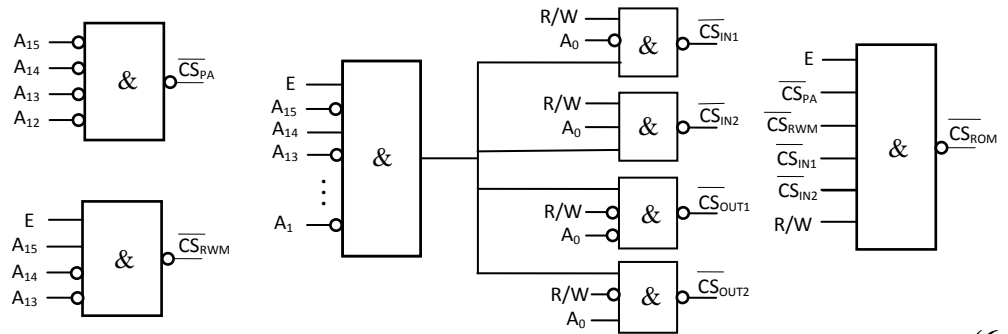 A15
A14
A13
A12
&
CSPA
E
A15
A14
A13
&
CSRWM
E
A15
A14
A13
A1
&
R/W
A0
&
CSIN1
R/W
A0
&
CSIN2
R/W
A0
&
CSOUT1
R/W
A0
&
CSOUT2
E
CSPA
CSRWM
CSIN1
CSIN2
R/W
&
CSROM